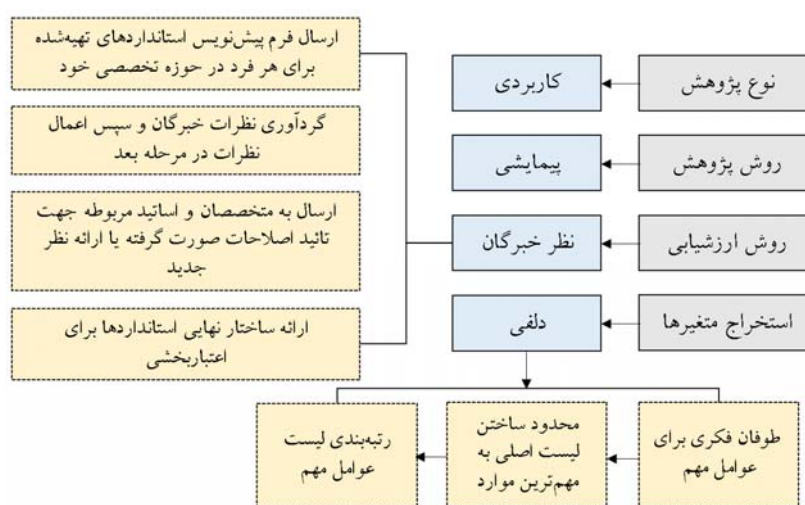 نوع پژوهش
کاربردی
روش پژوهش
پیمایشی
روش ارزشیابی
نظر خبرگان
استخراج متغیرها
دلفی
ارسال فرم پیش‌نویس استانداردهای تهیه‌شده
برای هر فرد در حوزه تخصصی خود
گردآوری نظرات خبرگان و سپس اعمال
نظرات در مرحله بعد
ارسال به متخصصان و اساتید مربوطه جهت
تائید اصلاحات صورت گرفته یا ارائه نظر
جدید
ارائه ساختار نهایی استانداردها برای
اعتباربخشی
طوفان فکری برای
عوامل مهم
محدود ساختن
لیست اصلی به
مهم‌ترین موارد
رتبه‌بندی لیست
عوامل مهم